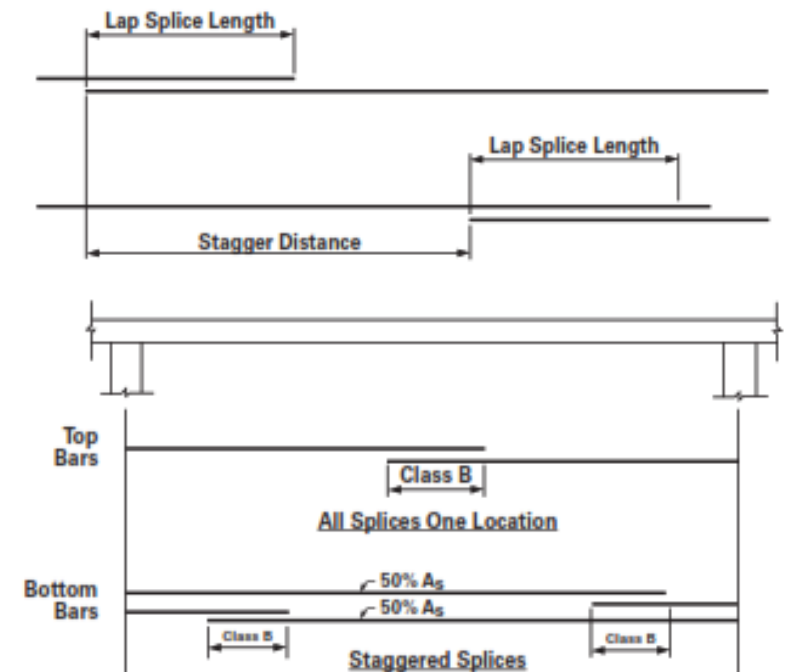 Lap Splice Length
Lap Splice Length
Stagger Distance
Top
Bars
Class B
All Splices One Location
Bottom
Bars
50% As
50% As
Class B
Class B
Staggered Splices